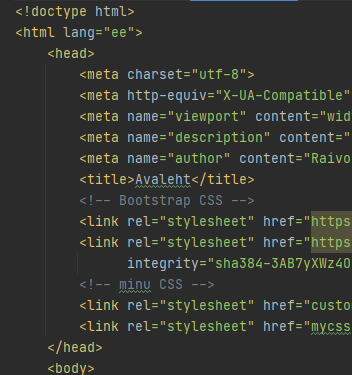 <!doctype html>
<html lang="ee">
<head>
<meta charset="utf-8">
<meta http-equiv="X-UA-Compatible"
<meta name="viewport" content="wid
<meta name="description" content="
<meta name="author" content="Raivo
<title>Avaleht</title>
<!-- Bootstrap CSS -->
<link rel="stylesheet" href="https
<link rel="stylesheet" href="https
integrity="sha384-3AB7yXWz4O
<!-- minu CSS -->
<link rel="stylesheet" href="custo
<link rel="stylesheet" href="mycss
</head>
<body>